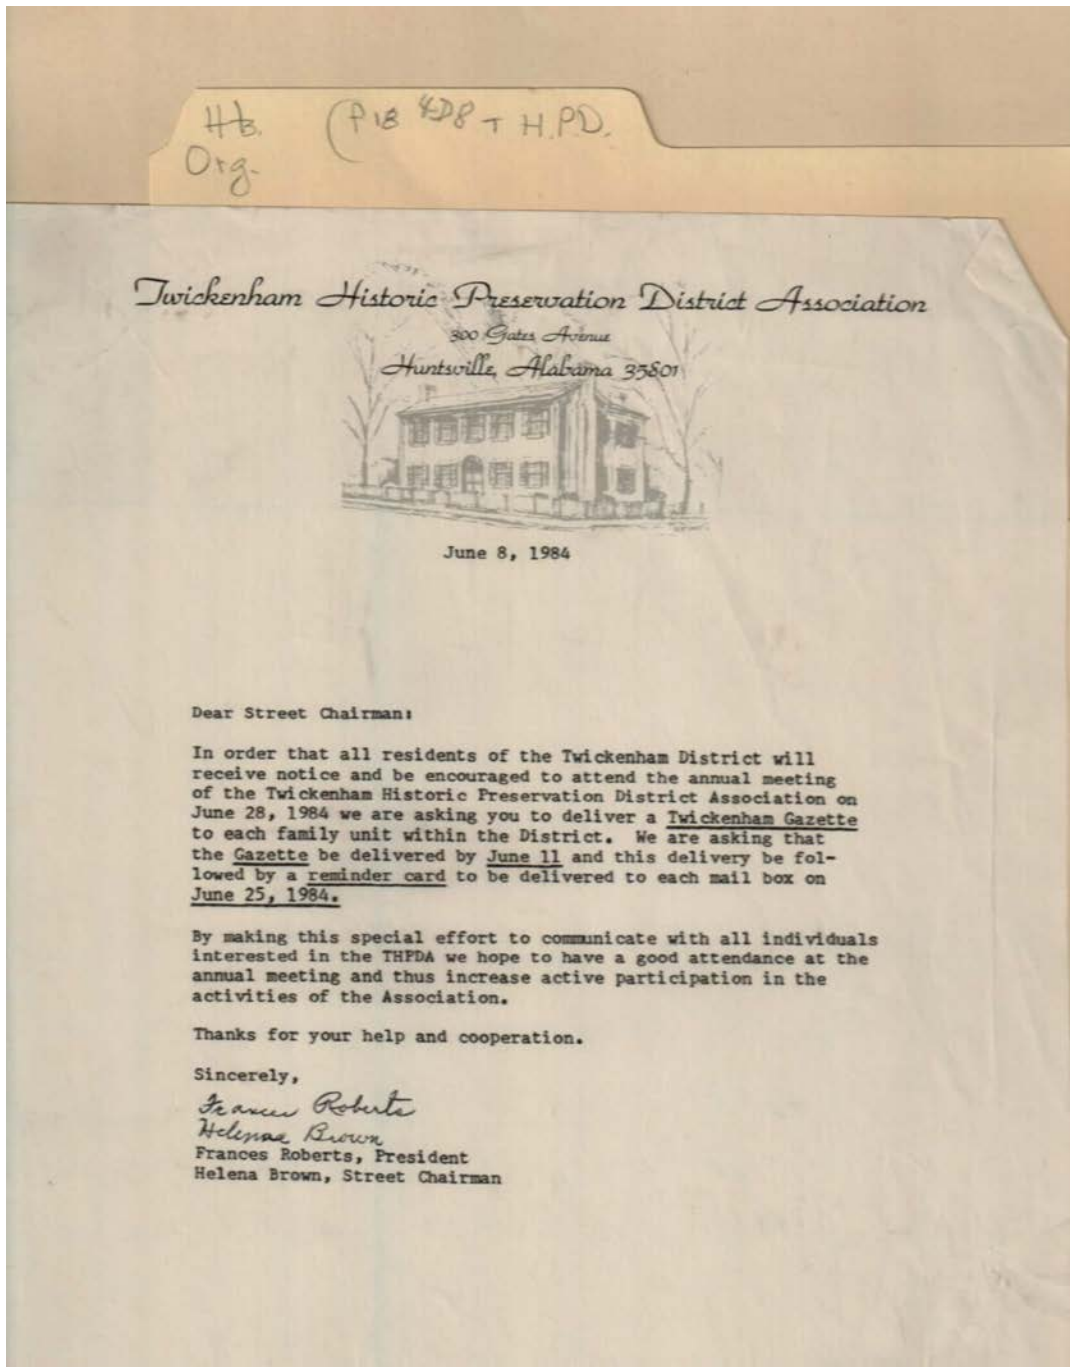 Hb. (P1B 4D8 T H.P.D.
Org.
Twickenham Historic Preservation District Association
300 Gates Avenue
Huntsville, Alabama 35801
June 8, 1984
Dear Street Chairman:
In order that all residents of the Twickenham District will
receive notice and be encouraged to attend the annual meeting
of the Twickenham Historic Preservation District Association on
June 28, 1984 we are asking you to deliver a Twickenham Gazette
to each family unit within the District. We are asking that
the Gazette be delivered by June 11 and this delivery be fol-
lowed by a reminder card to be delivered to each mail box on
June 25, 1984.
By making this special effort to communicate with all individuals
interested in the THPDA we hope to have a good attendance at the
annual meeting and thus increase active participation in the
activities of the Association.
Thanks for your help and cooperation.
Sincerely,
Frances Roberts
Helena Brown
Frances Roberts, President
Helena Brown, Street Chairman